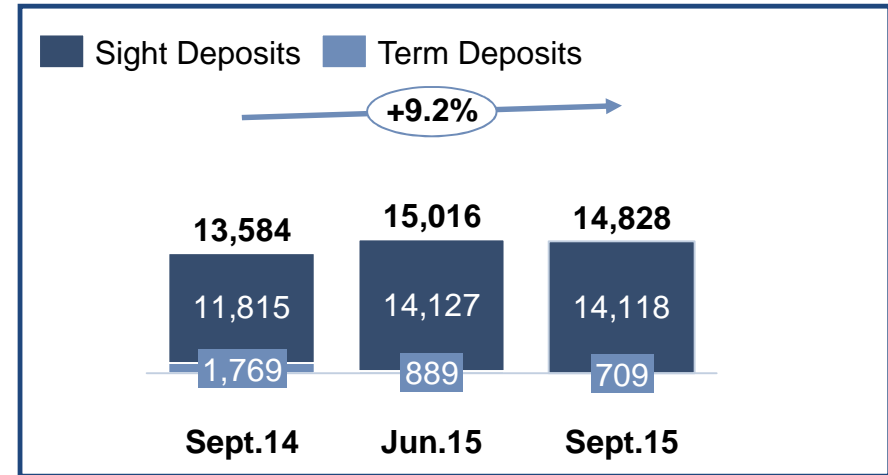 Sight Deposits Term Deposits
+9.2%
13,584 15,016 14,828
11,815 14,127 14,118
1,769 889 709
Sept.14 Jun.15 Sept.15